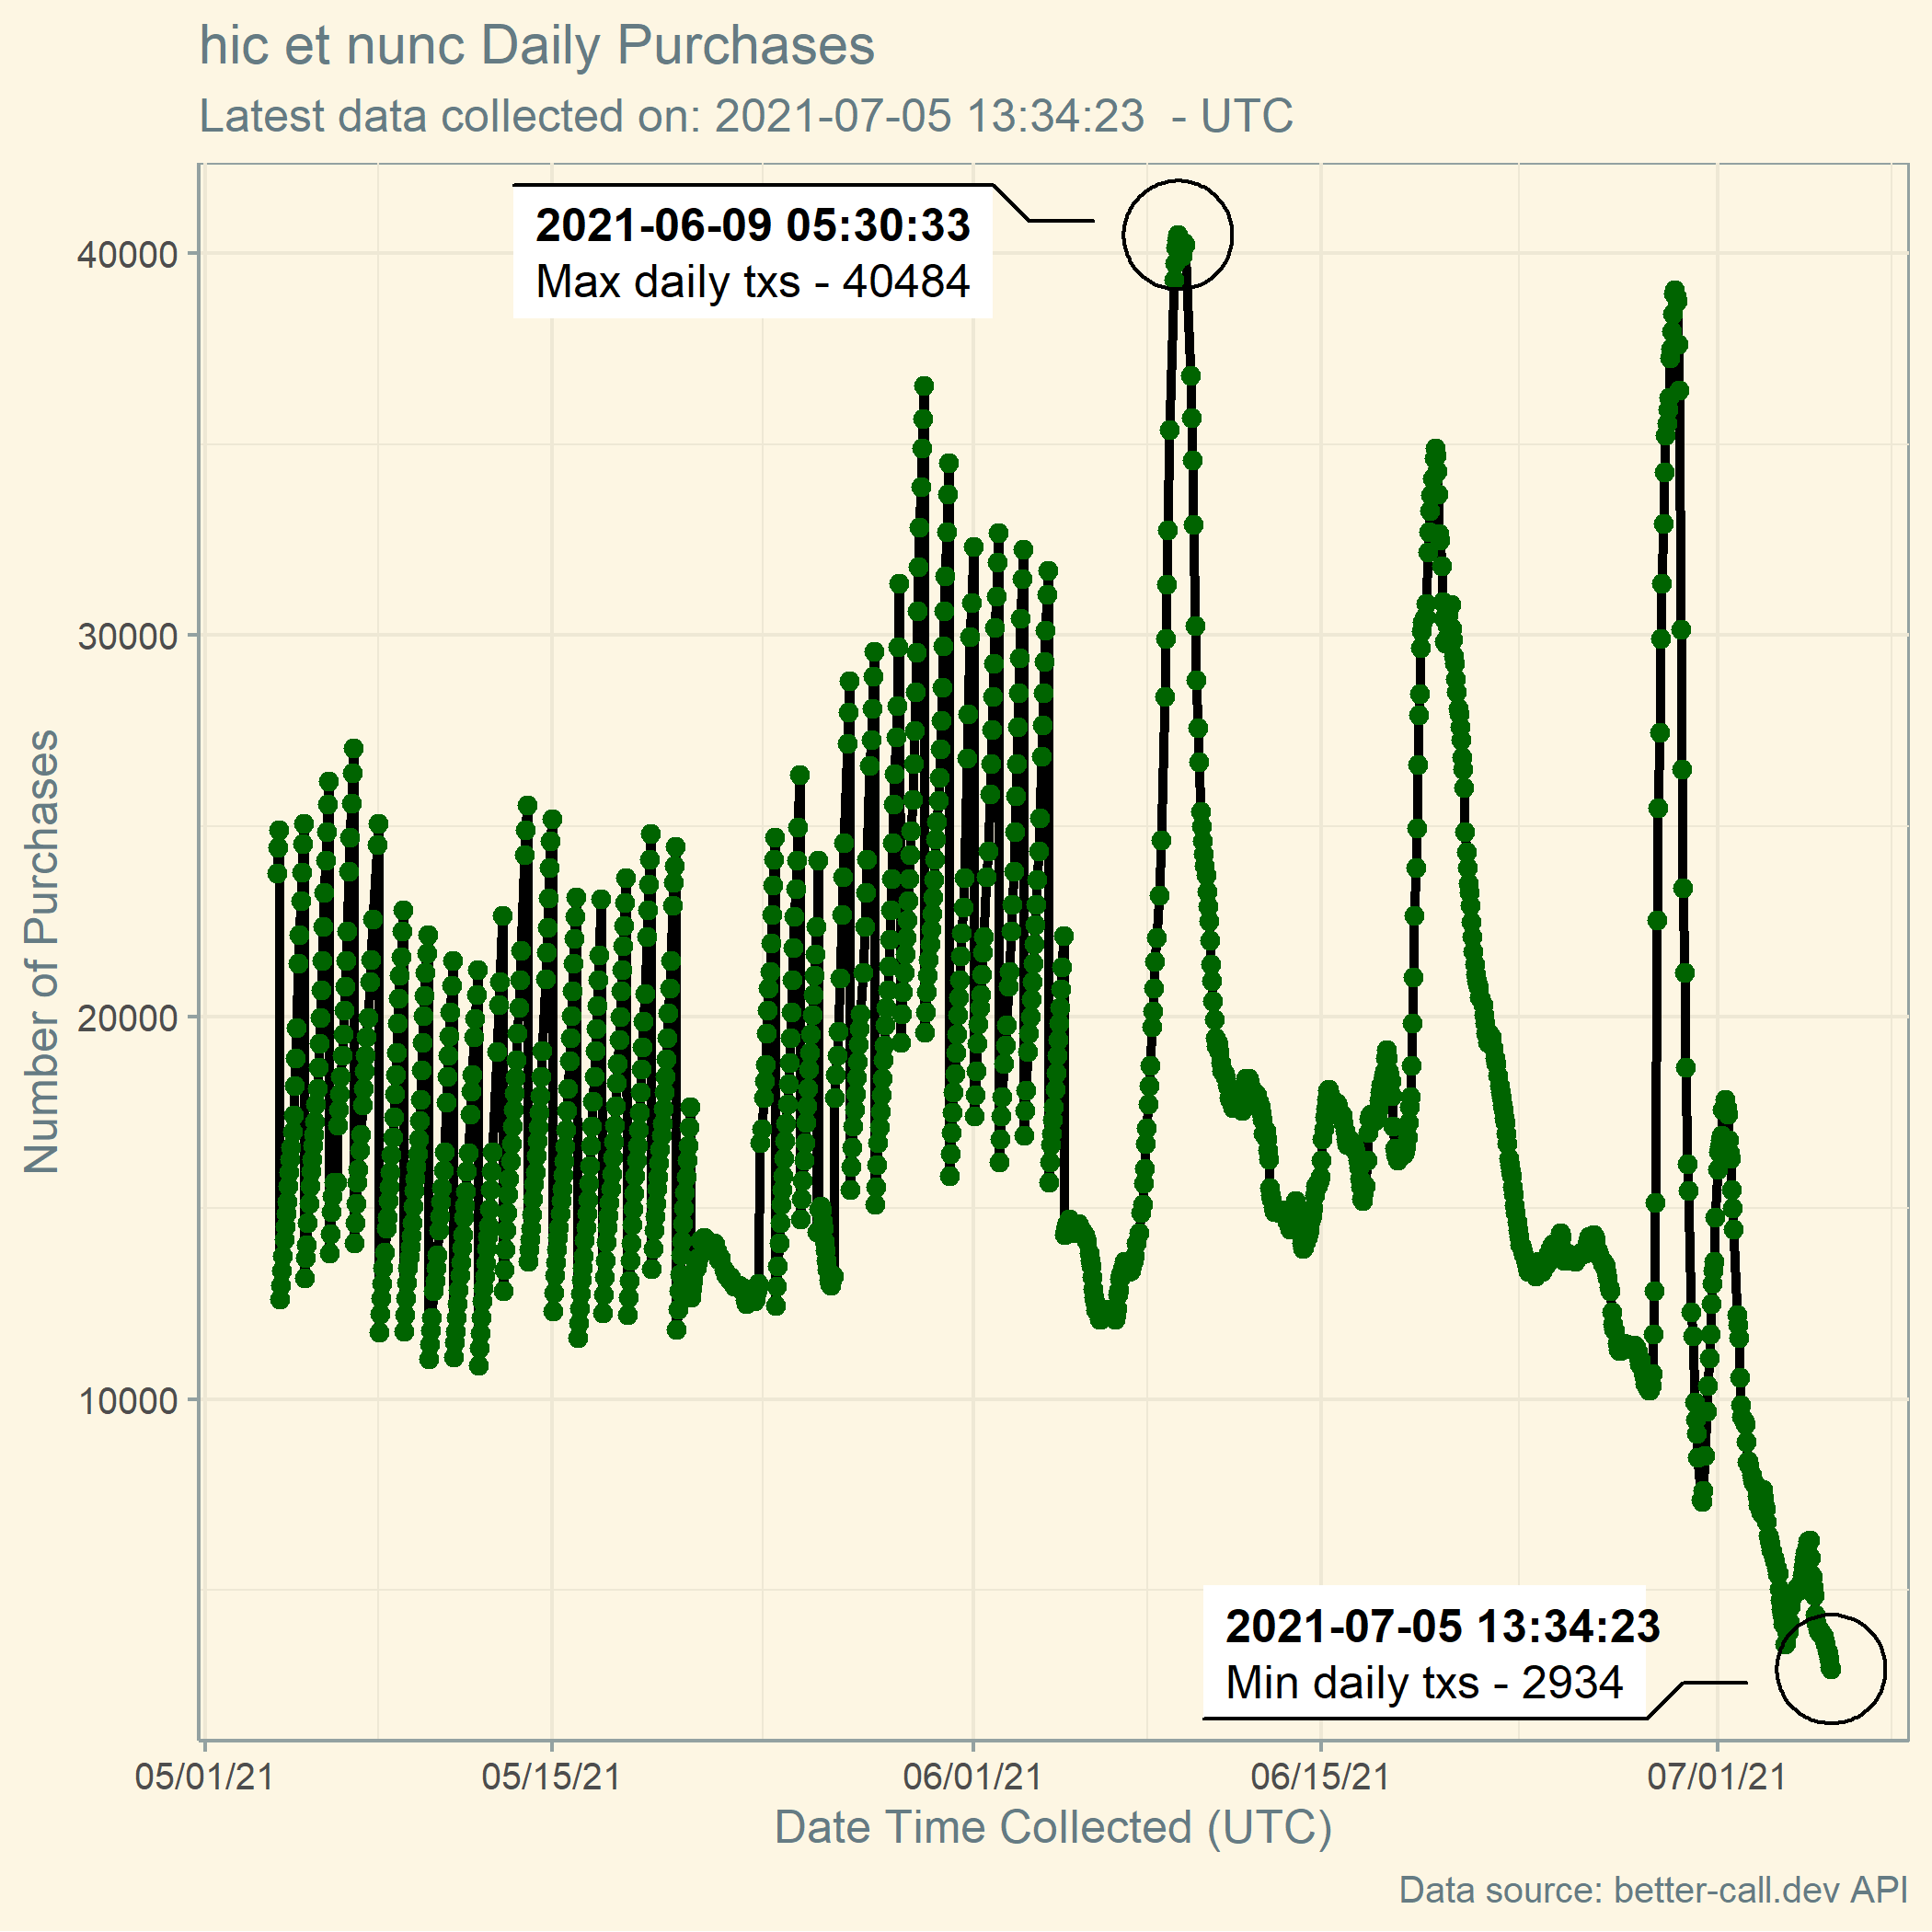 hic et nunc Daily Purchases
Latest data collected on: 2021-07-05 13:34:23  - UTC
2021-06-09 05:30:33
Max daily txs - 40484
40000
30000
20000
10000
Number of Purchases
2021-07-05 13:34:23
Min daily txs - 2934
05/01/21
05/15/21
06/01/21
06/15/21
07/01/21
Date Time Collected (UTC)
Data source: better-call.dev API